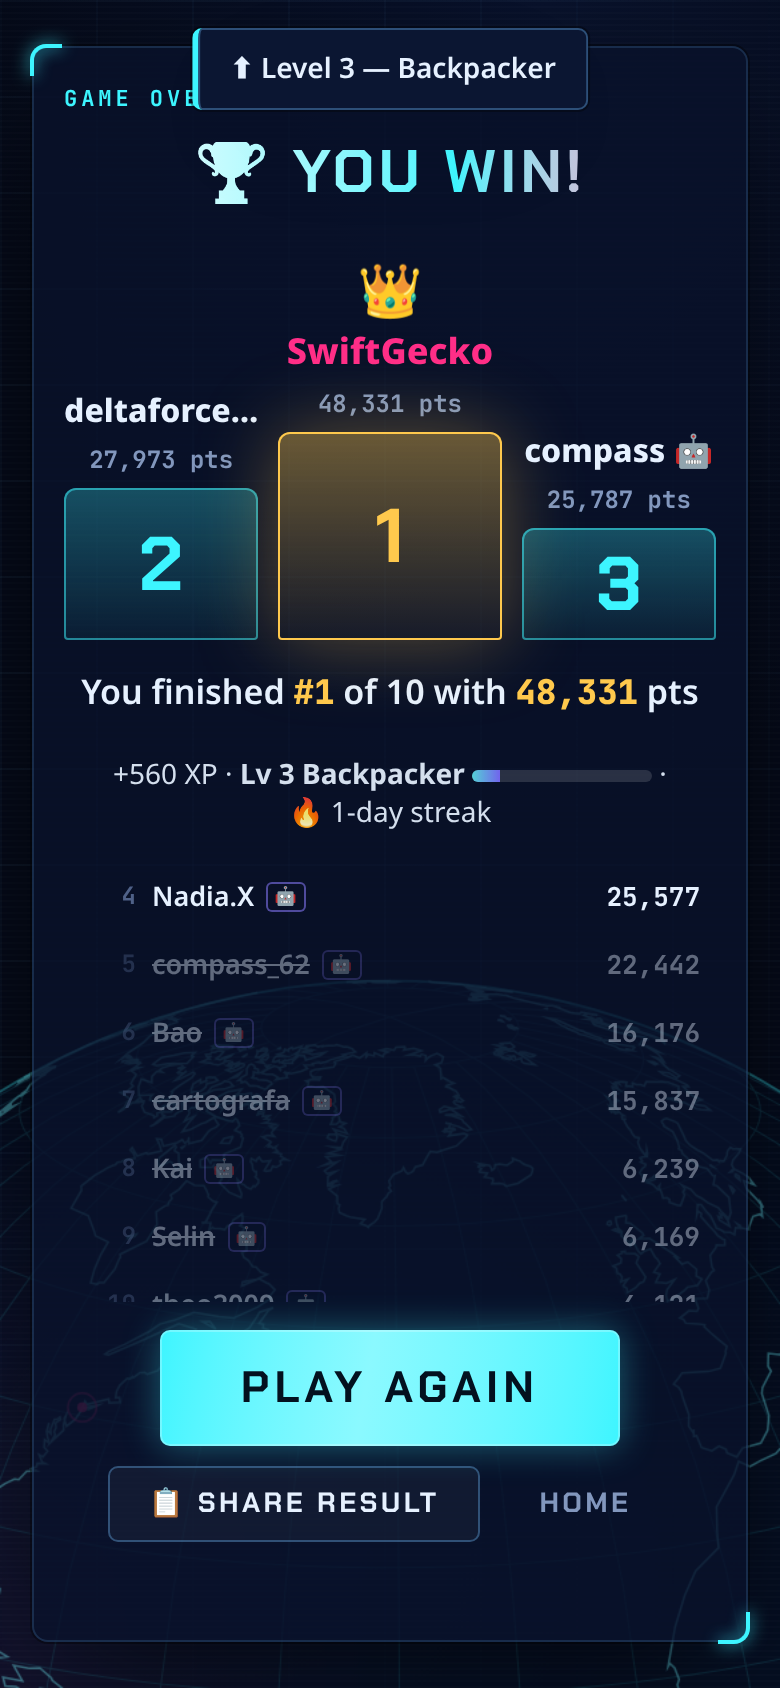 ⬆ Level 3 — Backpacker
GAME OVE
🏆 YOU WIN!
👑
SwiftGecko
48,331 pts
deltaforce…
27,973 pts
compass 🤖
25,787 pts
1
2
3
You finished #1 of 10 with 48,331 pts
+560 XP · Lv 3 Backpacker ·
🔥 1-day streak
4 Nadia.X 🤖 25,577
5 compass_62 🤖 22,442
6 Bao 🤖 16,176
7 cartografa 🤖 15,837
8 Kai 🤖 6,239
9 Selin 🤖 6,169
PLAY AGAIN
📋 SHARE RESULT
HOME